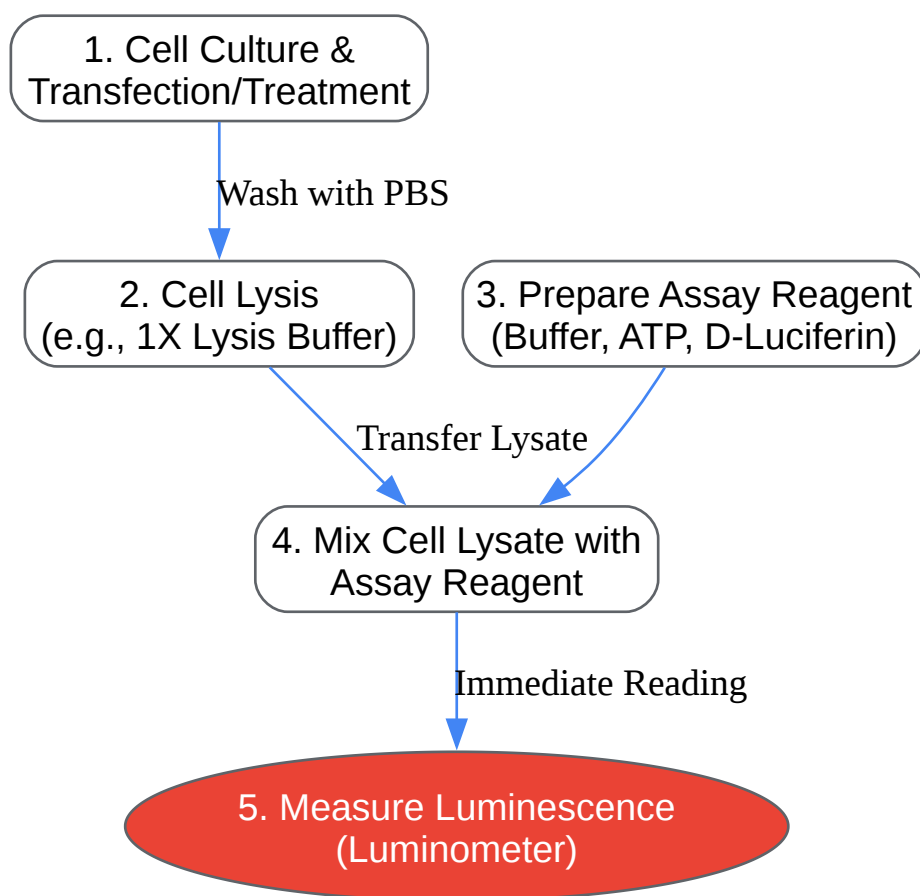 1. Cell Culture &
Transfection/Treatment
Wash with PBS
2. Cell Lysis
(e.g., 1X Lysis Buffer)
3. Prepare Assay Reagent
(Buffer, ATP, D-Luciferin)
Transfer Lysate
4. Mix Cell Lysate with
Assay Reagent
Immediate Reading
5. Measure Luminescence
(Luminometer)